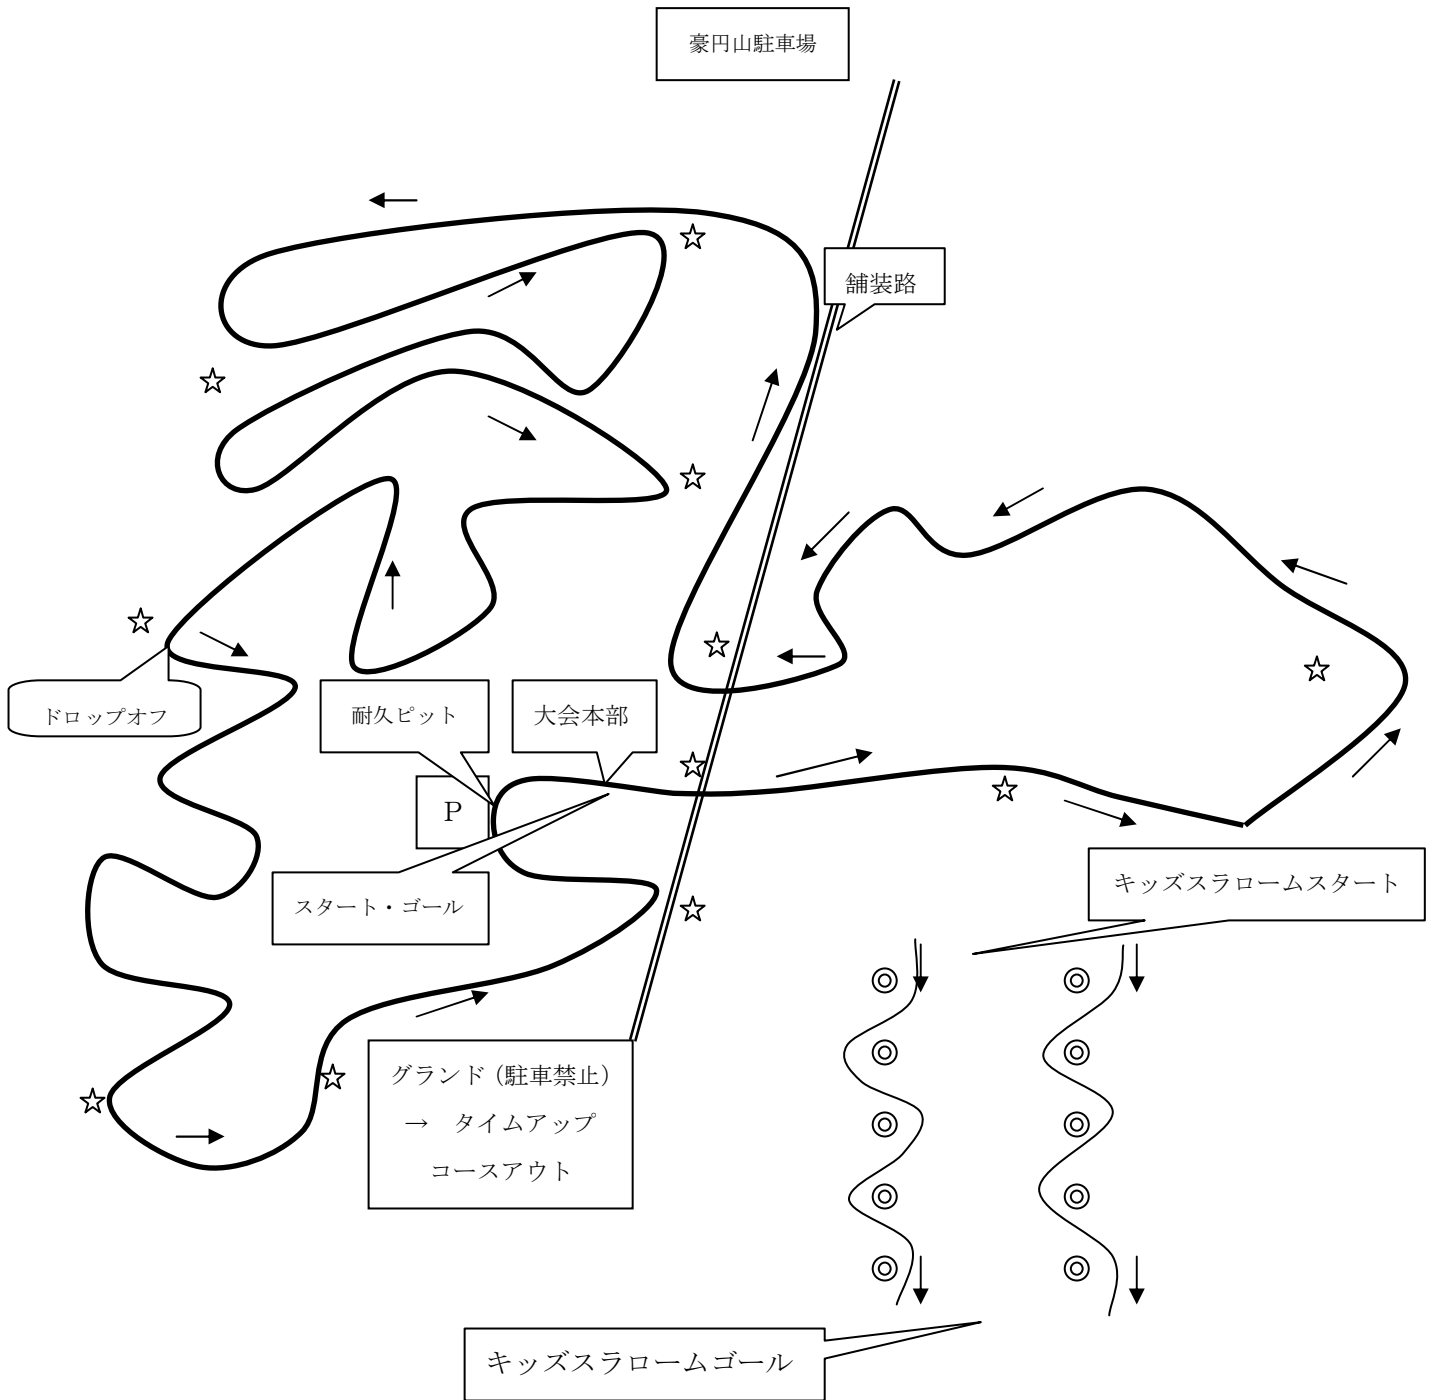 豪円山駐車場
舗装路
ドロップオフ
耐久ピット
大会本部
P
スタート・ゴール
キッズスラロームスタート
グランド（駐車禁止）
→　タイムアップ
コースアウト
キッズスラロームゴール